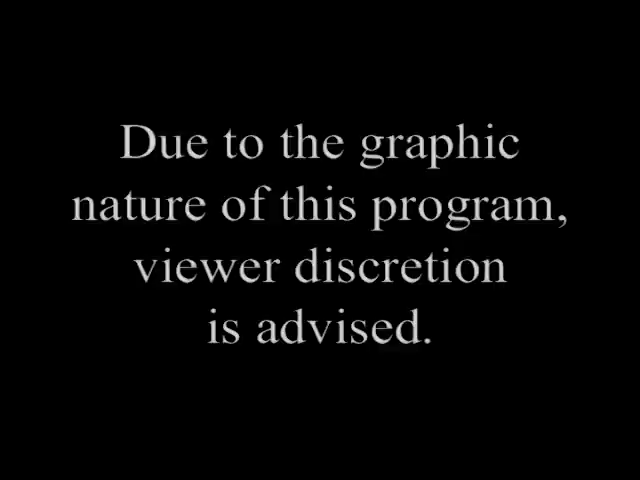 Due to the graphic
nature of this program,
viewer discretion
is advised.